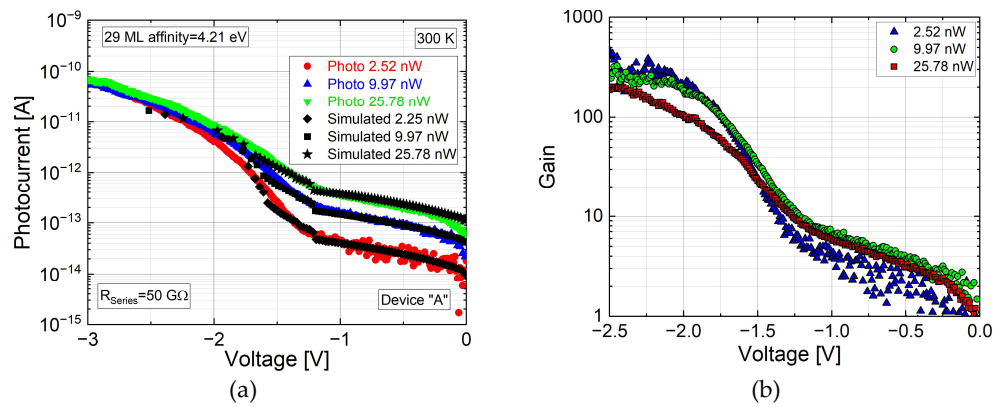 29 ML affinity=4.21 eV
300 K
Photo 2.52 nW
Photo 9.97 nW
Photo 25.78 nW
Simulated 2.25 nW
Simulated 9.97 nW
Simulated 25.78 nW
R_Series=50 GΩ
Device "A"
Photocurrent [A]
10⁻⁹
10⁻¹⁰
10⁻¹¹
10⁻¹²
10⁻¹³
10⁻¹⁴
10⁻¹⁵
−3
−2
−1
0
Voltage [V]
(a)
2.52 nW
9.97 nW
25.78 nW
Gain
1000
100
10
1
-2.5
-2.0
-1.5
-1.0
-0.5
0.0
Voltage [V]
(b)